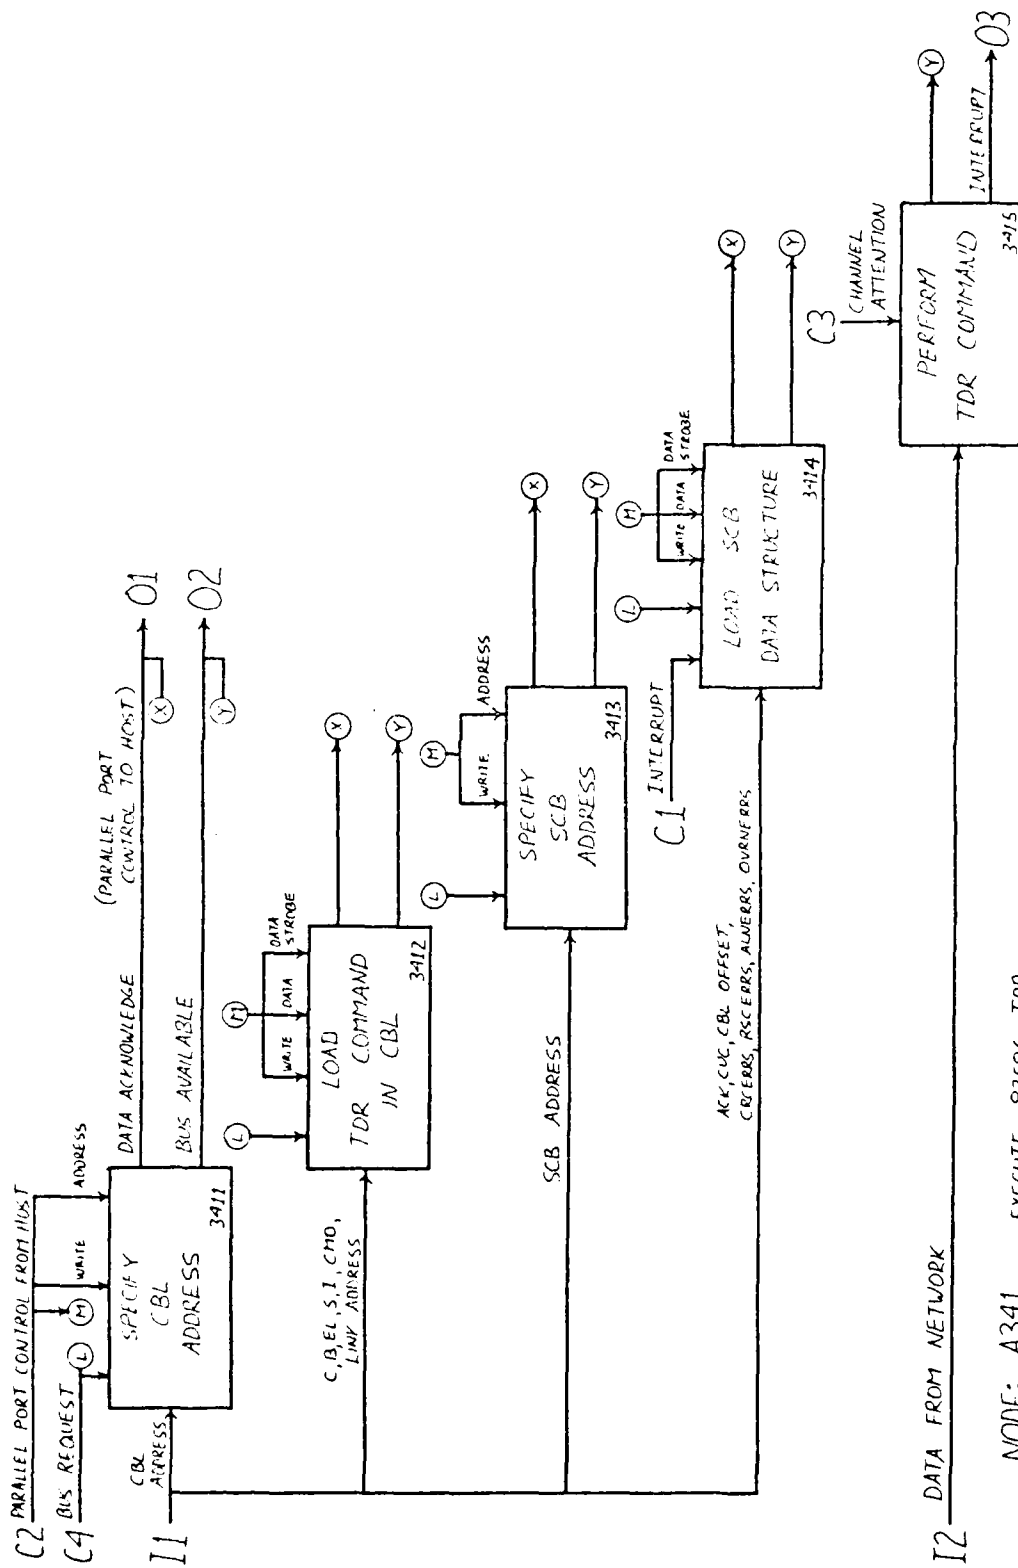 C2 PARALLEL PORT CONTROL FROM HOST
C4 BUS REQUEST
L
M
WRITE
ADDRESS
I1
CBL
ADDRESS
SPECIFY
CBL
ADDRESS
3411
DATA ACKNOWLEDGE
(PARALLEL PORT
CONTROL TO HOST)
O1
X
BUS AVAILABLE
O2
Y
C, B, EL, S, I, CMD,
LINK ADDRESS
L
M
WRITE
DATA
DATA
STROBE
LOAD
TDR COMMAND
IN CBL
3412
X
Y
SCB ADDRESS
L
M
WRITE
ADDRESS
SPECIFY
SCB
ADDRESS
3413
X
Y
ACK, CUC, CBL OFFSET,
CRCERRS, RSCERRS, ALNERRS, OVRNERRS
C1 INTERRUPT
L
M
WRITE
DATA
DATA
STROBE
LOAD SCB
DATA STRUCTURE
3414
X
Y
C3
CHANNEL
ATTENTION
I2 DATA FROM NETWORK
PERFORM
TDR COMMAND
3415
Y
INTERRUPT
O3
NODE: A341
EXECUTE 82586 TDR